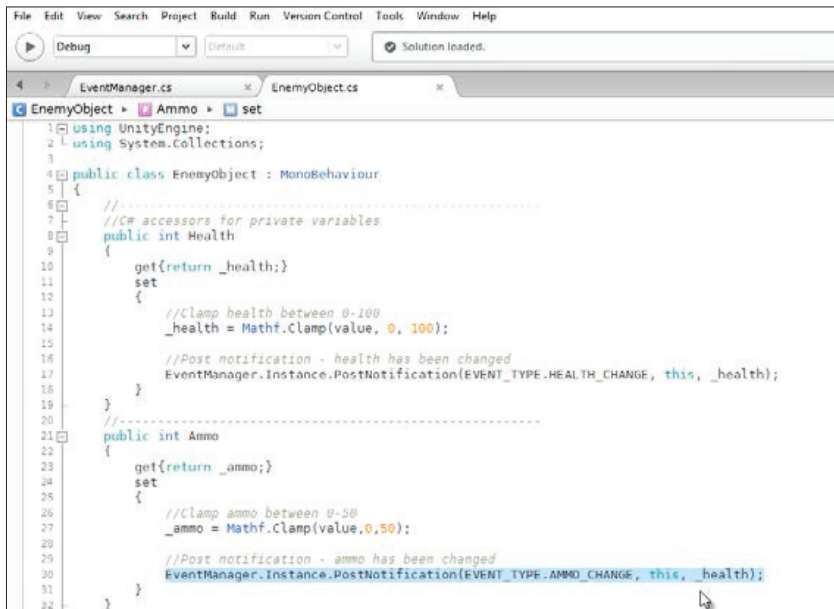 File Edit View Search Project Build Run Version Control Tools Window Help
Debug Default Solution loaded.
EventManager.cs × EnemyObject.cs ×
EnemyObject ▸ Ammo ▸ set
1 using UnityEngine;
2 using System.Collections;
3
4 public class EnemyObject : MonoBehaviour
5 {
6 //------------------------------------------------------
7 //C# accessors for private variables
8 public int Health
9 {
10 get{return _health;}
11 set
12 {
13 //Clamp health between 0-100
14 _health = Mathf.Clamp(value, 0, 100);
15
16 //Post notification - health has been changed
17 EventManager.Instance.PostNotification(EVENT_TYPE.HEALTH_CHANGE, this, _health);
18 }
19 }
20 //------------------------------------------------------
21 public int Ammo
22 {
23 get{return _ammo;}
24 set
25 {
26 //Clamp ammo between 0-50
27 _ammo = Mathf.Clamp(value,0,50);
28
29 //Post notification - ammo has been changed
30 EventManager.Instance.PostNotification(EVENT_TYPE.AMMO_CHANGE, this, _health);
31 }
32 }